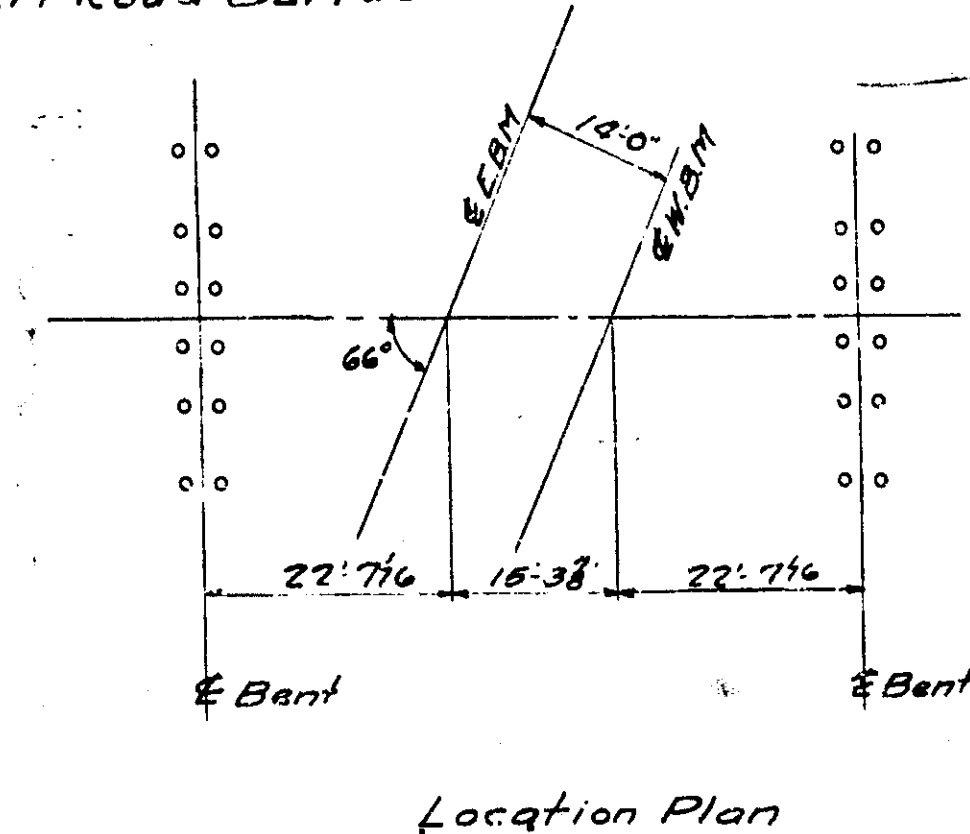 Road
14'-0"
℄ E.B.M
℄ W.B.M
66°
22'-7 1/16 15'-3 7/8" 22'-7 1/16
℄ Bent ℄ Bent
Location Plan